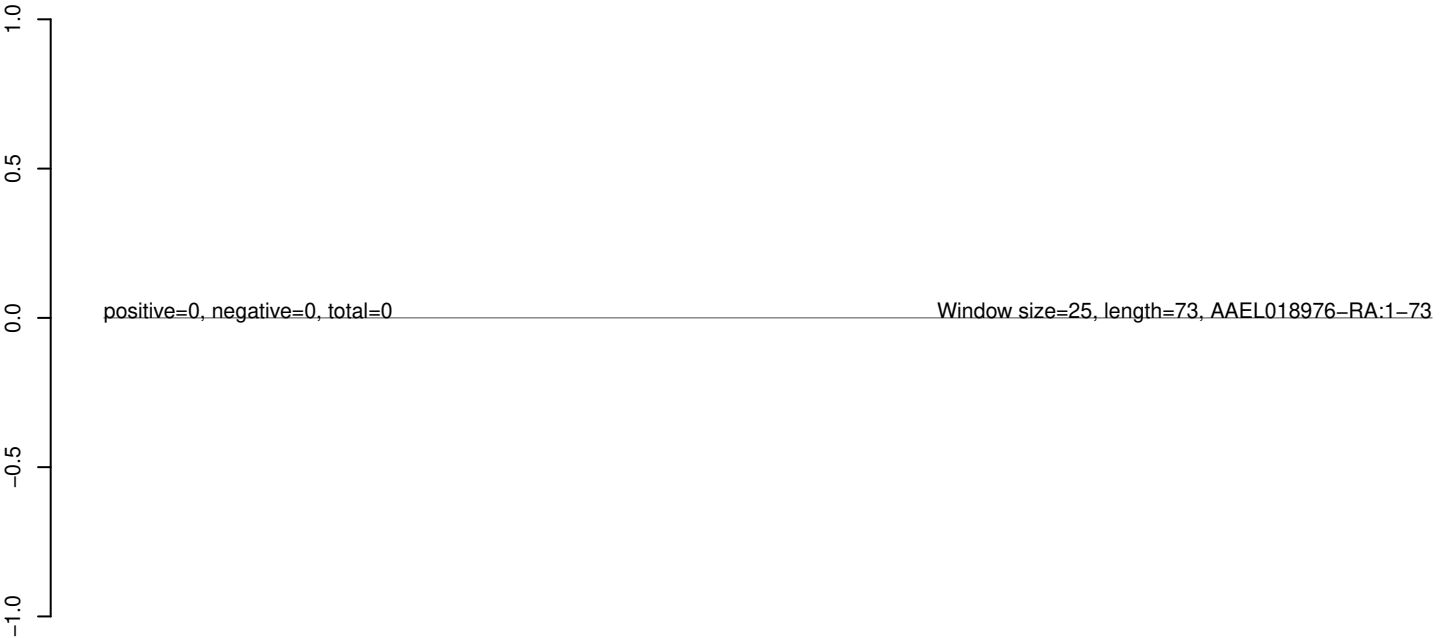 1.0
0.5
0.0
−0.5
−1.0
positive=0, negative=0, total=0
Window size=25, length=73, AAEL018976−RA:1−73